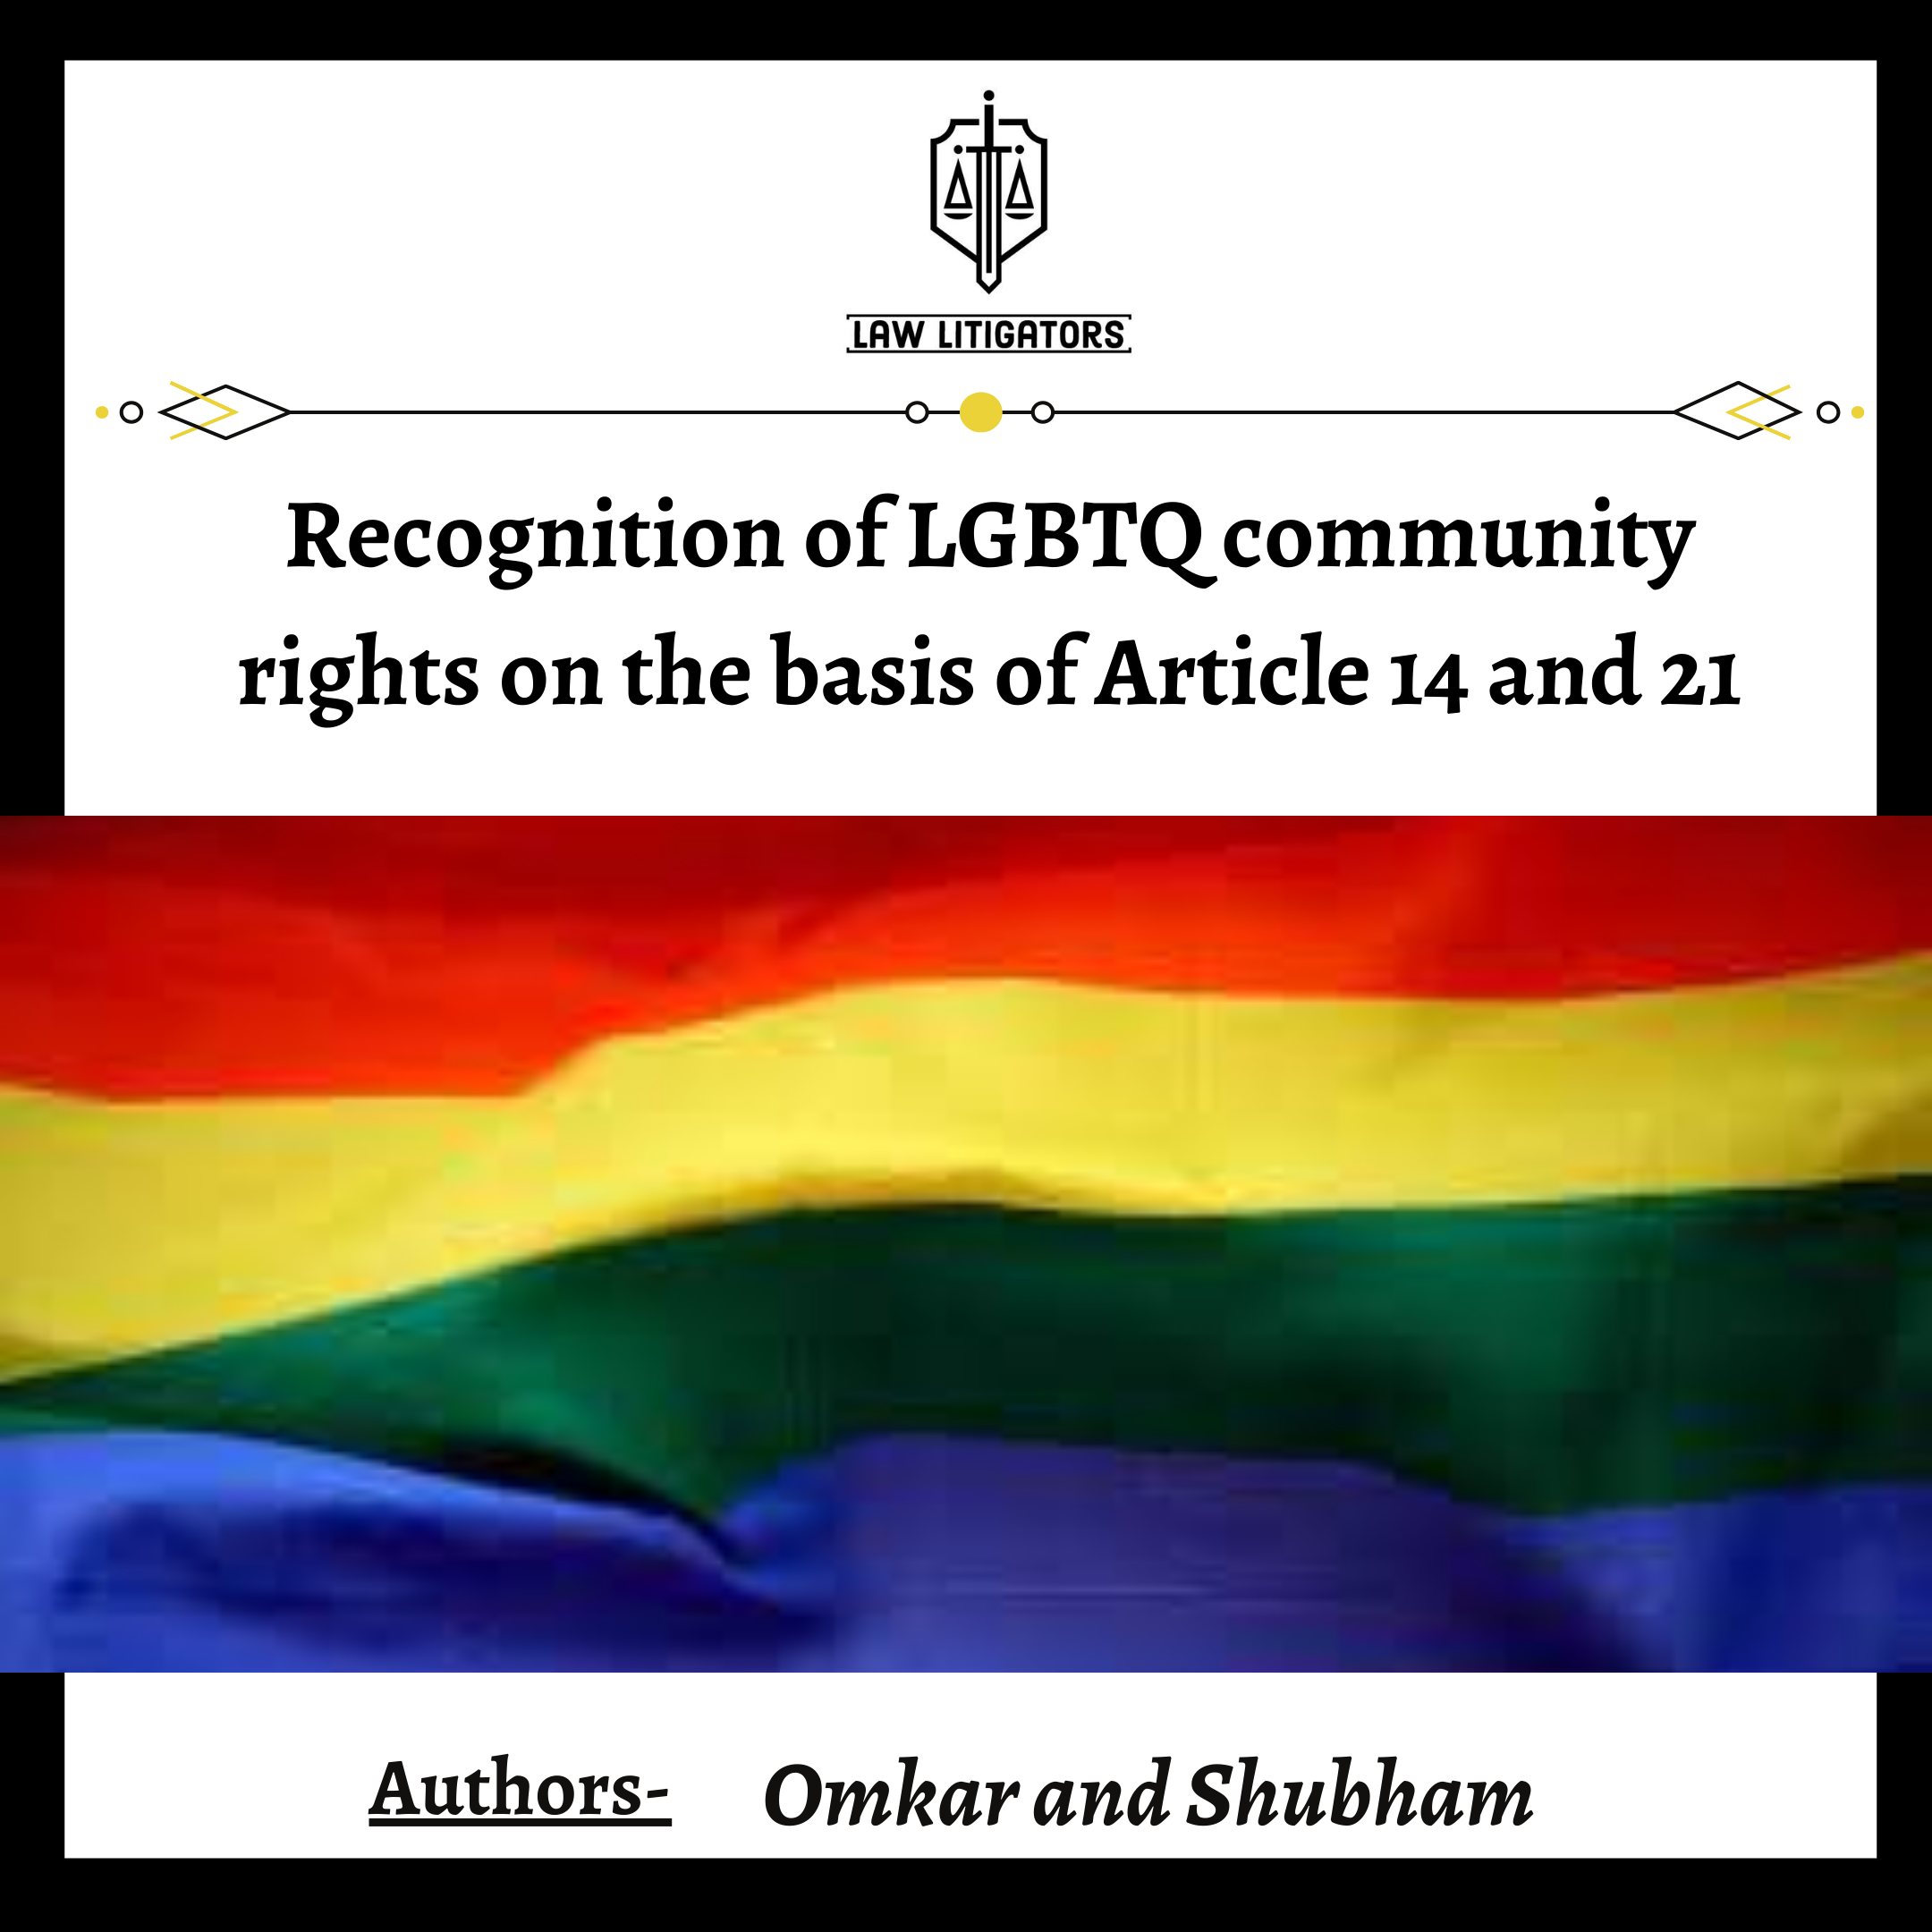 LAW LITIGATORS
Recognition of LGBTQ community
rights on the basis of Article 14 and 21
Authors- Omkar and Shubham